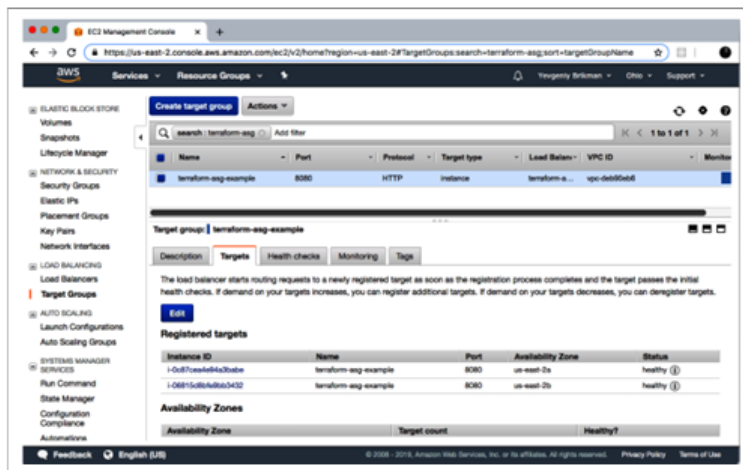 EC2 Management Console
https://us-east-2.console.aws.amazon.com/ec2/v2/home?region=us-east-2#TargetGroups:search=terraform-asg;sort=targetGroupName
aws Services Resource Groups Yevgeniy Brikman Ohio Support
ELASTIC BLOCK STORE
Volumes
Snapshots
Lifecycle Manager
NETWORK & SECURITY
Security Groups
Elastic IPs
Placement Groups
Key Pairs
Network Interfaces
LOAD BALANCING
Load Balancers
Target Groups
AUTO SCALING
Launch Configurations
Auto Scaling Groups
SYSTEMS MANAGER
SERVICES
Run Command
State Manager
Configuration
Compliance
Automations
Create target group Actions
search : terraform-asg Add filter 1 to 1 of 1
Name Port Protocol Target type Load Balan VPC ID Monitor
terraform-asg-example 8080 HTTP instance terraform-a...
Target group: terraform-asg-example
Description Targets Health checks Monitoring Tags
The load balancer starts routing requests to a newly registered target as soon as the registration process completes and the target passes the initial
health checks. If demand on your targets increases, you can register additional targets. If demand on your targets decreases, you can deregister targets.
Edit
Registered targets
Instance ID Name Port Availability Zone Status
terraform-asg-example 8080 us-east-2a healthy
terraform-asg-example 8080 us-east-2b healthy
Availability Zones
Availability Zone Target count Healthy?
Feedback English (US) © 2008 - 2019, Amazon Web Services, Inc. or its affiliates. All rights reserved. Privacy Policy Terms of Use